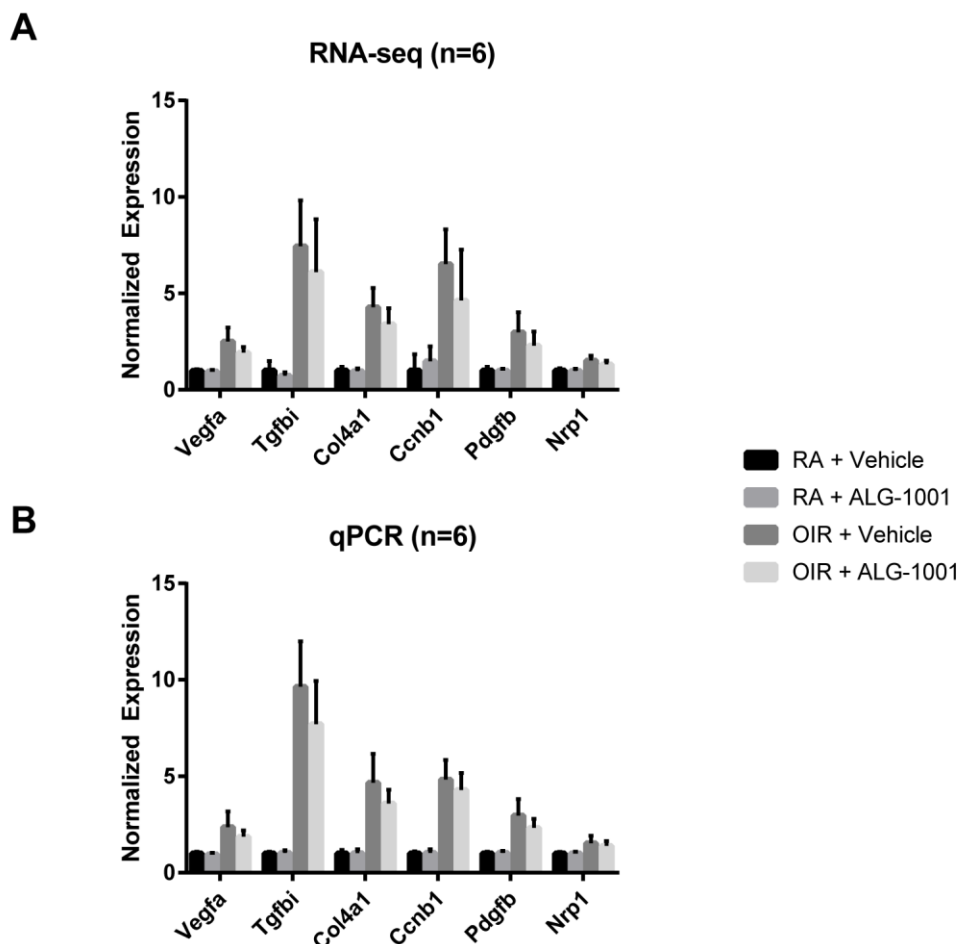 A
RNA-seq (n=6)
Normalized Expression
15
10
5
0
Vegfa
Tgfbi
Col4a1
Ccnb1
Pdgfb
Nrp1
RA + Vehicle
RA + ALG-1001
OIR + Vehicle
OIR + ALG-1001
B
qPCR (n=6)
Normalized Expression
15
10
5
0
Vegfa
Tgfbi
Col4a1
Ccnb1
Pdgfb
Nrp1